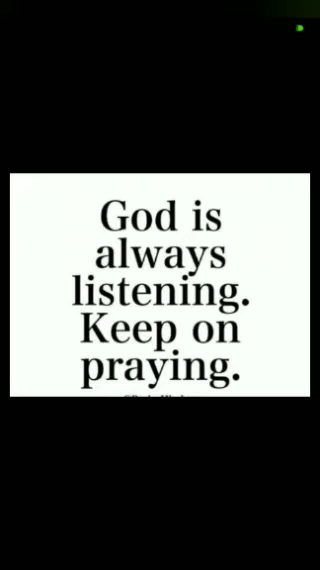 God is
always
listening.
Keep on
praying.